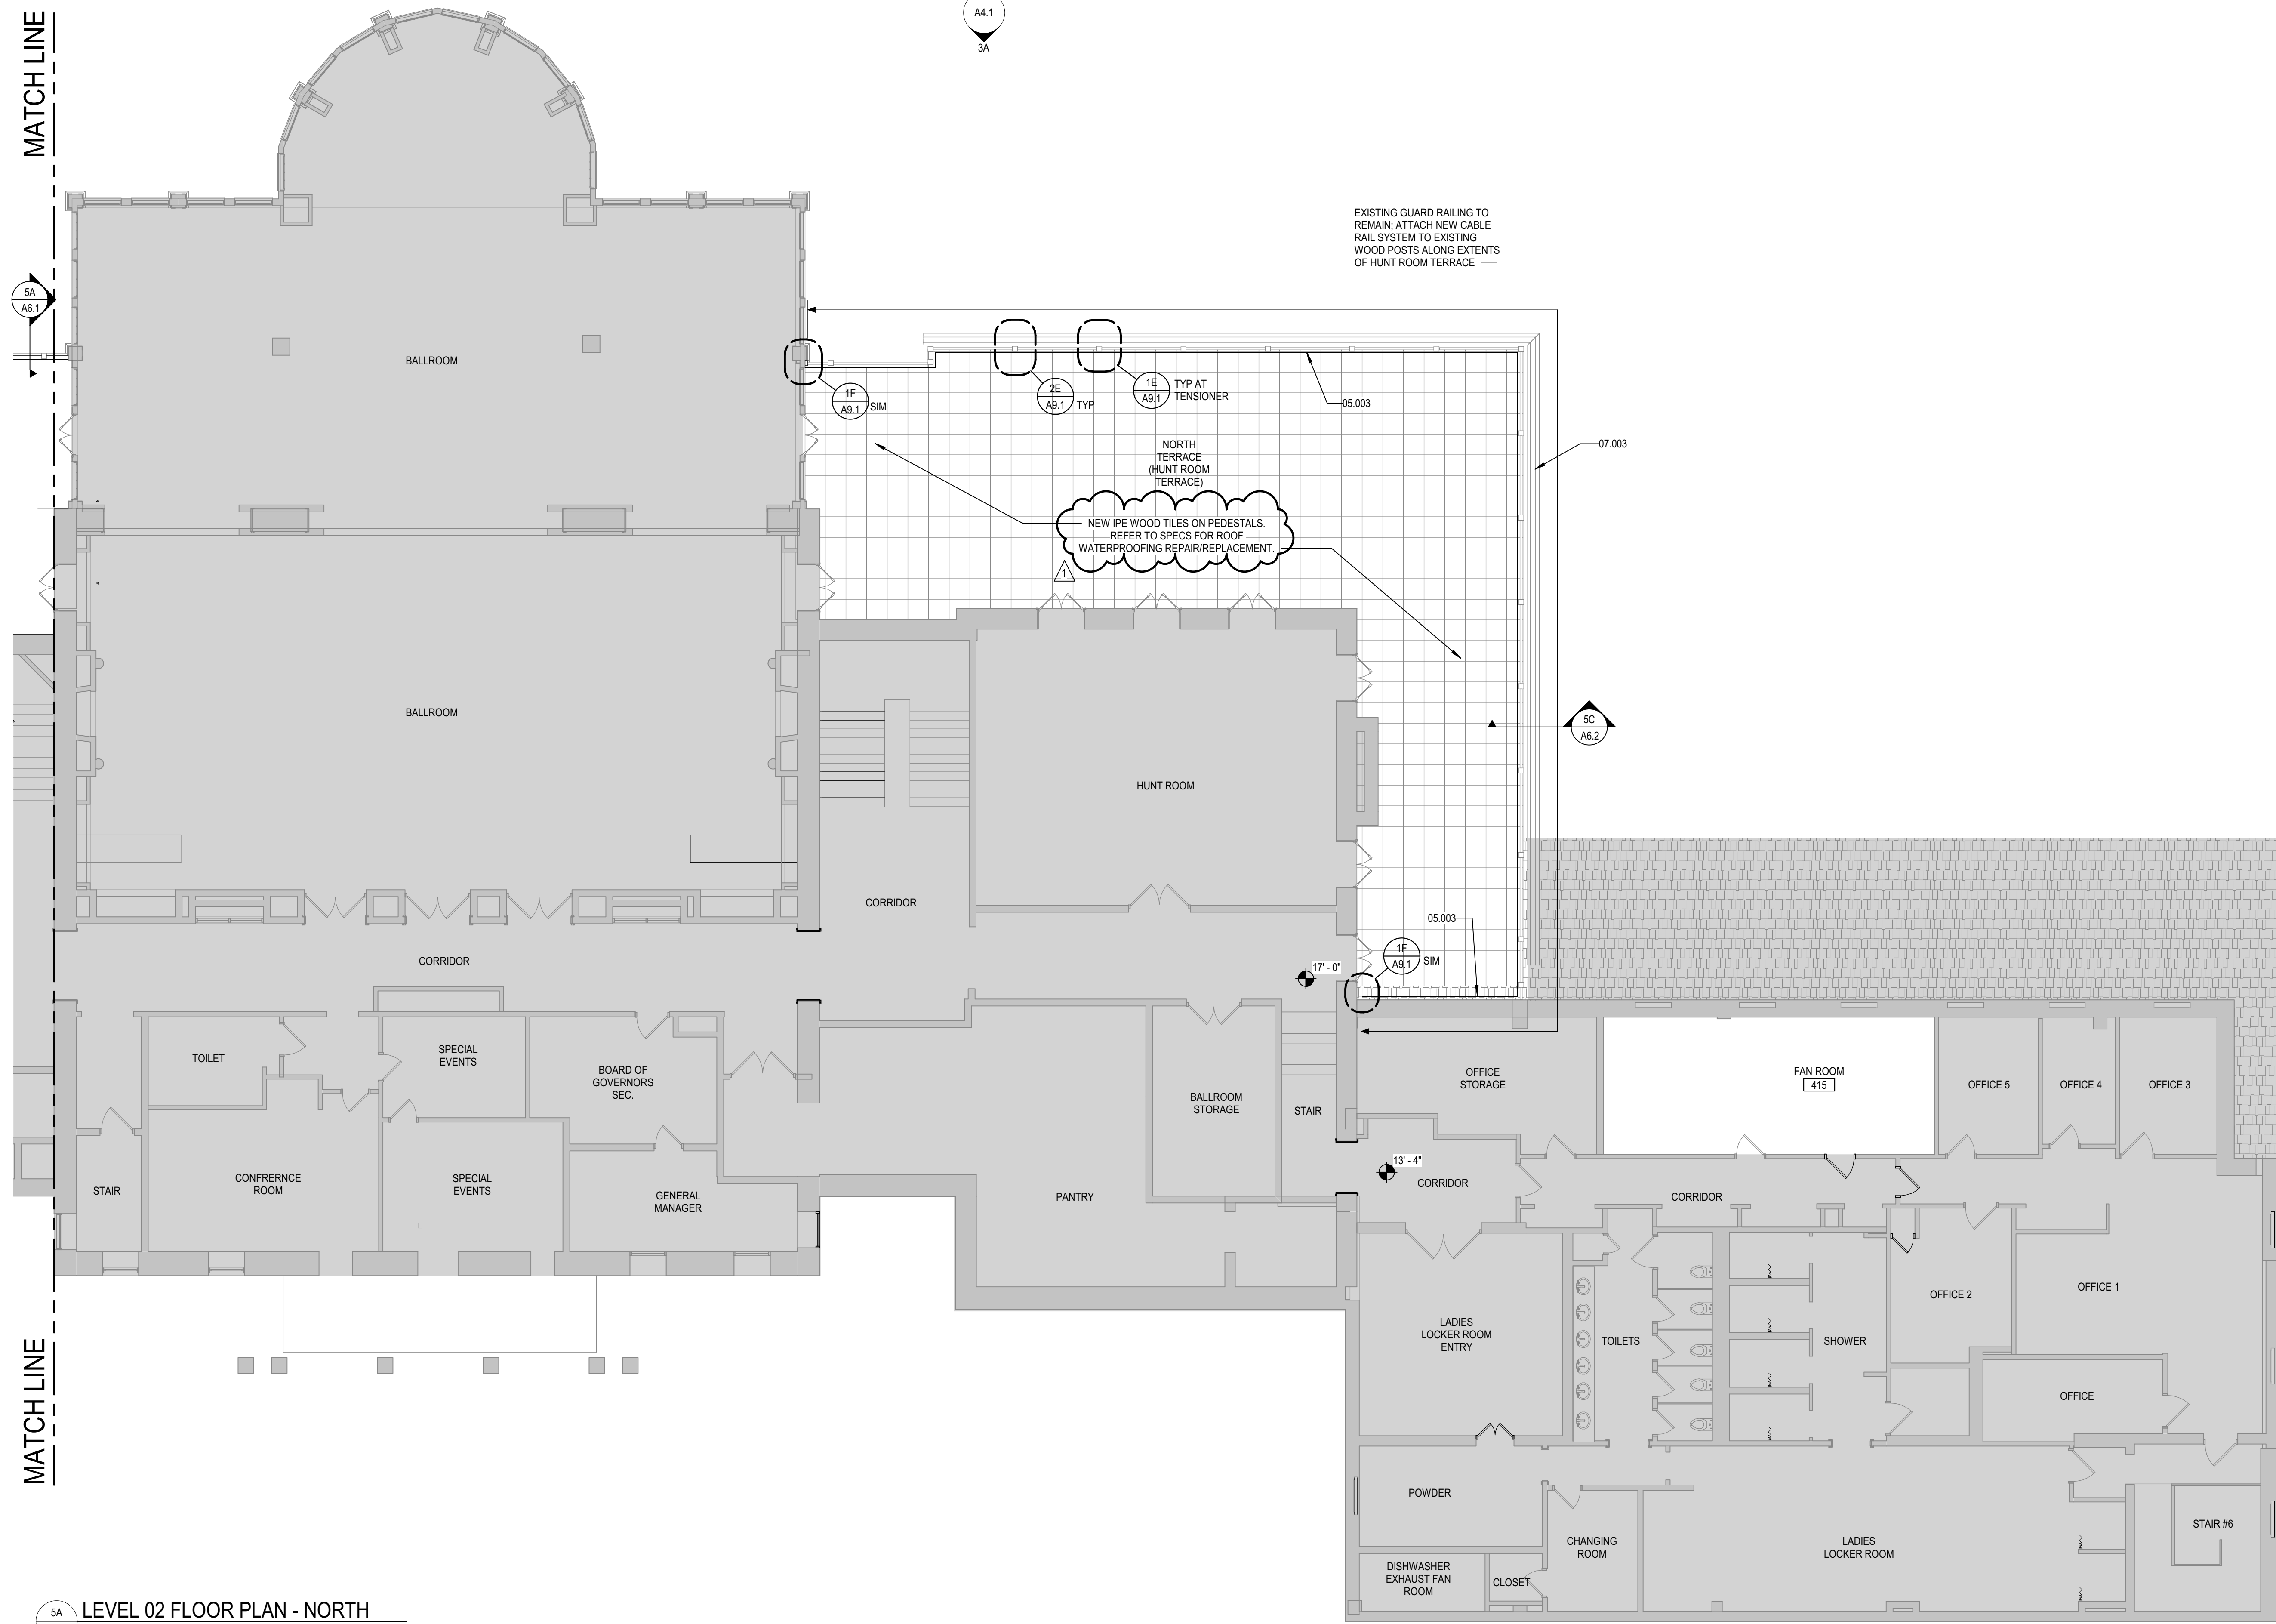 MATCH LINE
A4.1
3A
EXISTING GUARD RAILING TO
REMAIN; ATTACH NEW CABLE
RAIL SYSTEM TO EXISTING
WOOD POSTS ALONG EXTENTS
OF HUNT ROOM TERRACE
5A
A6.1
BALLROOM
1F
A9.1
SIM
2E
A9.1
TYP
1E
A9.1
TYP AT
TENSIONER
05.003
07.003
NORTH
TERRACE
(HUNT ROOM
TERRACE)
NEW IPE WOOD TILES ON PEDESTALS.
REFER TO SPECS FOR ROOF
WATERPROOFING REPAIR/REPLACEMENT.
1
BALLROOM
5C
A6.2
HUNT ROOM
CORRIDOR
05.003
1F
A9.1
SIM
CORRIDOR
17' - 0"
TOILET
SPECIAL
EVENTS
BOARD OF
GOVERNORS
SEC.
BALLROOM
STORAGE
STAIR
OFFICE
STORAGE
FAN ROOM
415
OFFICE 5
OFFICE 4
OFFICE 3
13' - 4"
STAIR
CONFRERNCE
ROOM
SPECIAL
EVENTS
GENERAL
MANAGER
PANTRY
CORRIDOR
CORRIDOR
OFFICE 2
OFFICE 1
LADIES
LOCKER ROOM
ENTRY
TOILETS
SHOWER
OFFICE
MATCH LINE
POWDER
CHANGING
ROOM
LADIES
LOCKER ROOM
STAIR #6
DISHWASHER
EXHAUST FAN
ROOM
CLOSET
5A
LEVEL 02 FLOOR PLAN - NORTH